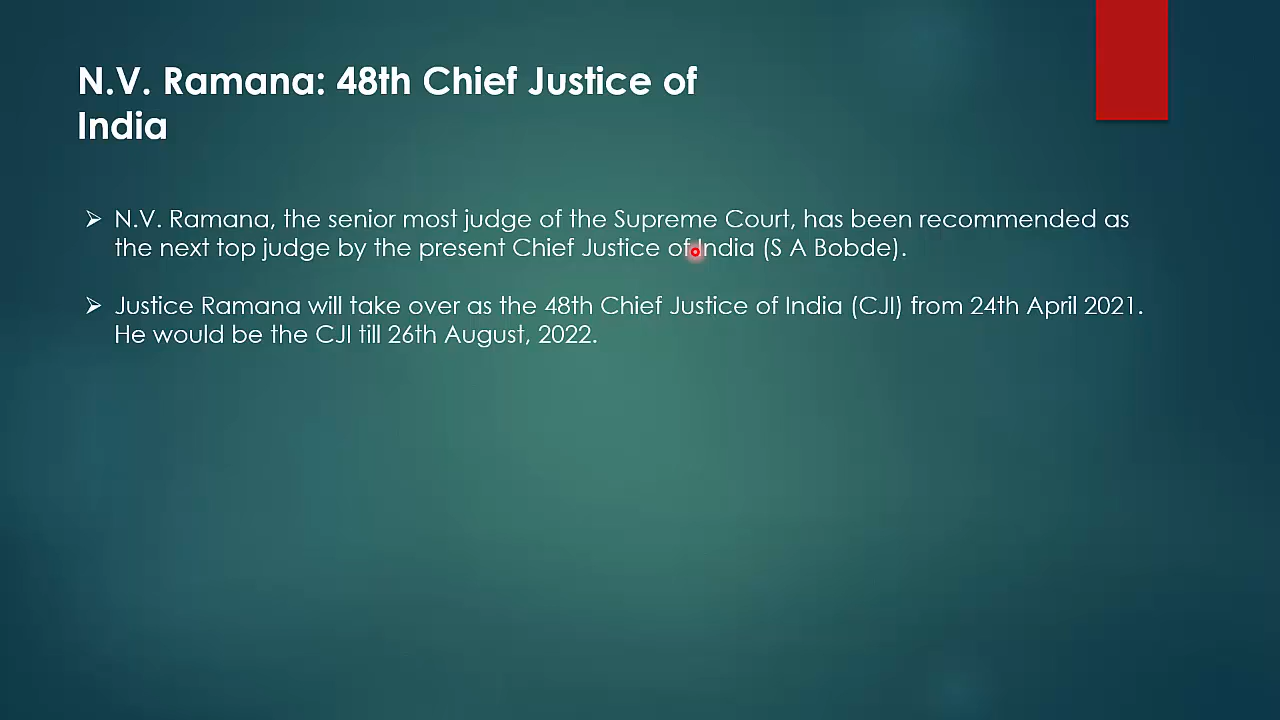 N.V. Ramana: 48th Chief Justice of
India
➢ N.V. Ramana, the senior most judge of the Supreme Court, has been recommended as
the next top judge by the present Chief Justice of India (S A Bobde).
➢ Justice Ramana will take over as the 48th Chief Justice of India (CJI) from 24th April 2021.
He would be the CJI till 26th August, 2022.